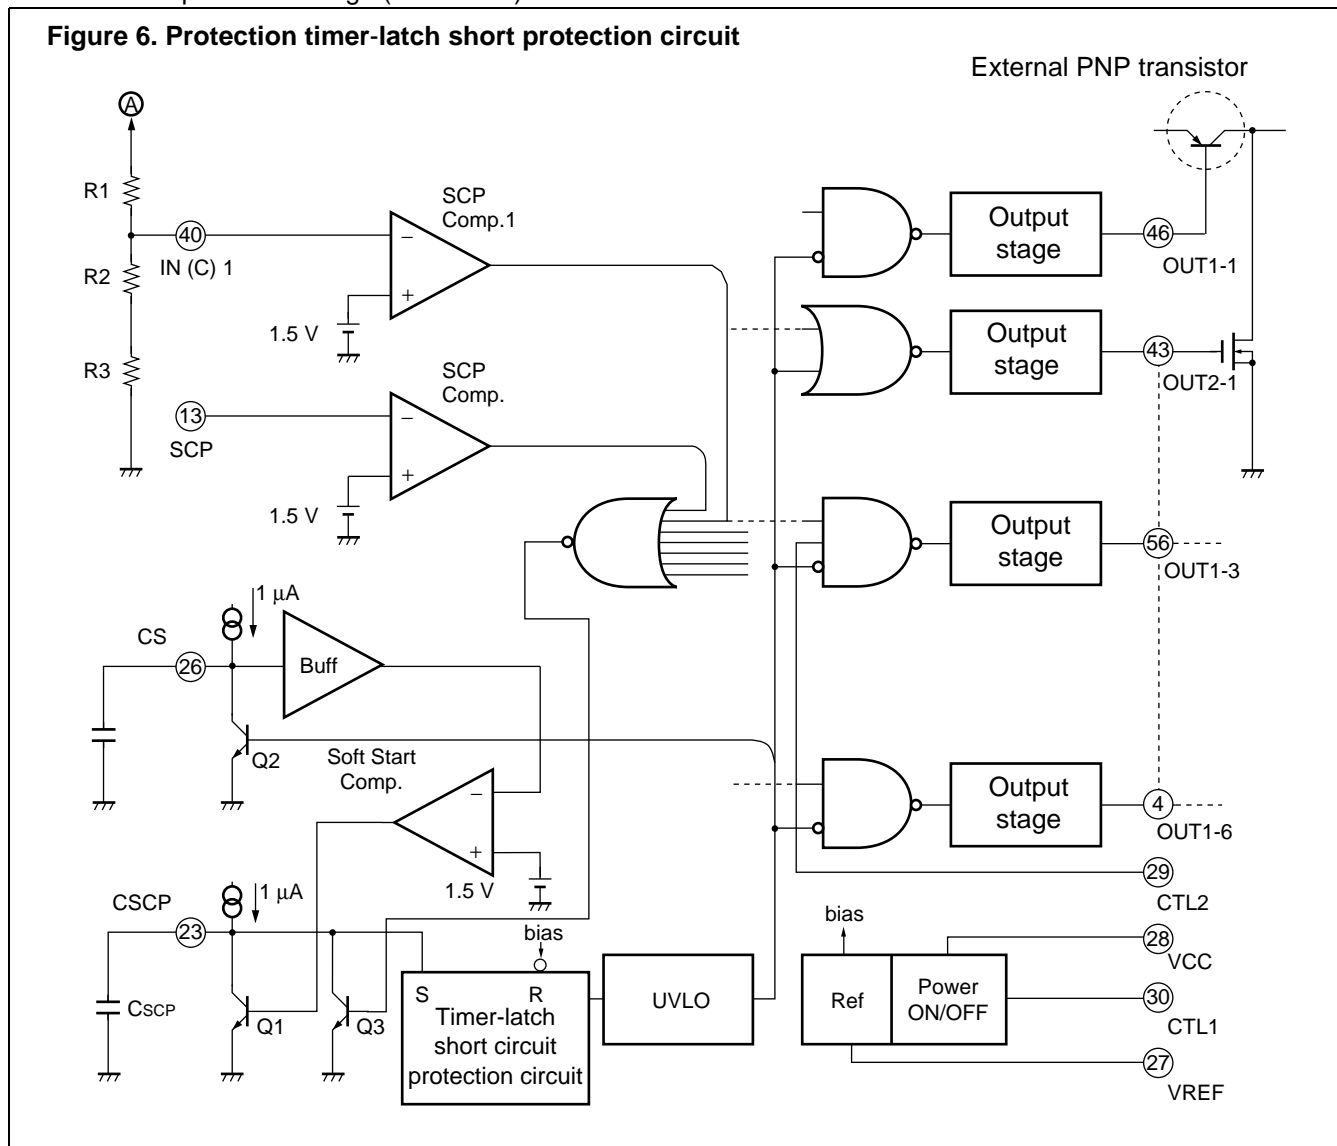 Figure 6. Protection timer-latch short protection circuit
External PNP transistor
A
R1
40
IN (C) 1
R2
R3
SCP
Comp.1
−
+
1.5 V
13
SCP
SCP
Comp.
−
+
1.5 V
Output
stage
46
OUT1-1
Output
stage
43
OUT2-1
Output
stage
56
OUT1-3
1 μA
CS
26
Buff
Q2
Soft Start
Comp.
−
+
1.5 V
Output
stage
4
OUT1-6
29
CTL2
1 μA
CSCP
23
CSCP
Q1
Q3
bias
S
R
Timer-latch
short circuit
protection circuit
UVLO
bias
Ref
Power
ON/OFF
28
VCC
30
CTL1
27
VREF